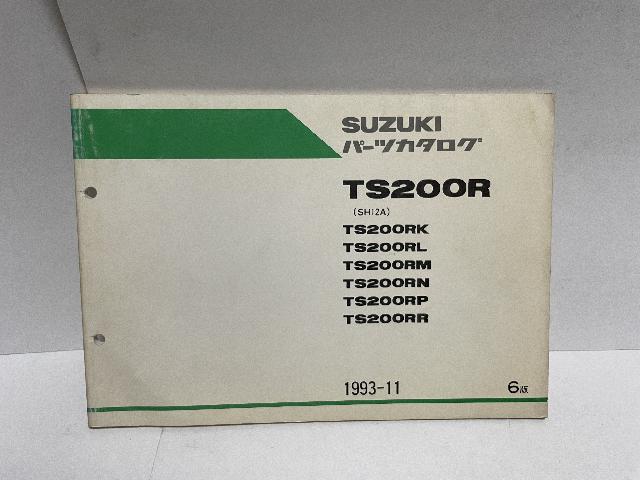 SUZUKI
パーツカタログ
TS200R
(SH12A)
TS200RK
TS200RL
TS200RM
TS200RN
TS200RP
TS200RR
1993-11
6版